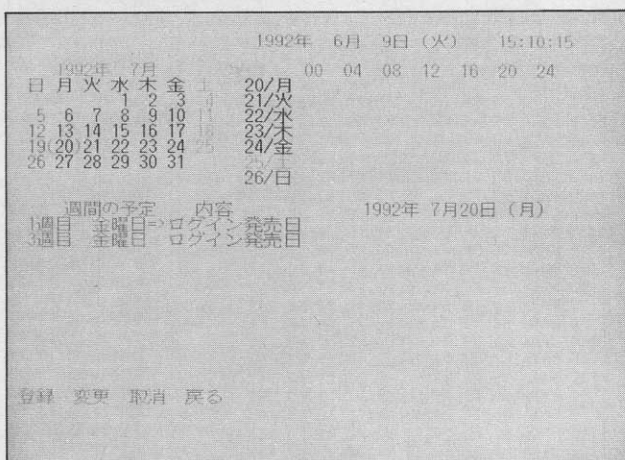 1992年 6月 9日 (火) 15:10:15
1992年 7月 00 04 08 12 16 20 24
日 月 火 水 木 金 土 20/月
1 2 3 4 21/火
5 6 7 8 9 10 11 22/水
12 13 14 15 16 17 18 23/木
19(20)21 22 23 24 25 24/金
26 27 28 29 30 31 25/土
26/日
週間の予定 内容 1992年 7月20日 (月)
1週目 金曜日=>ログイン発売日
3週目 金曜日 ログイン発売日
登録 変更 取消 戻る